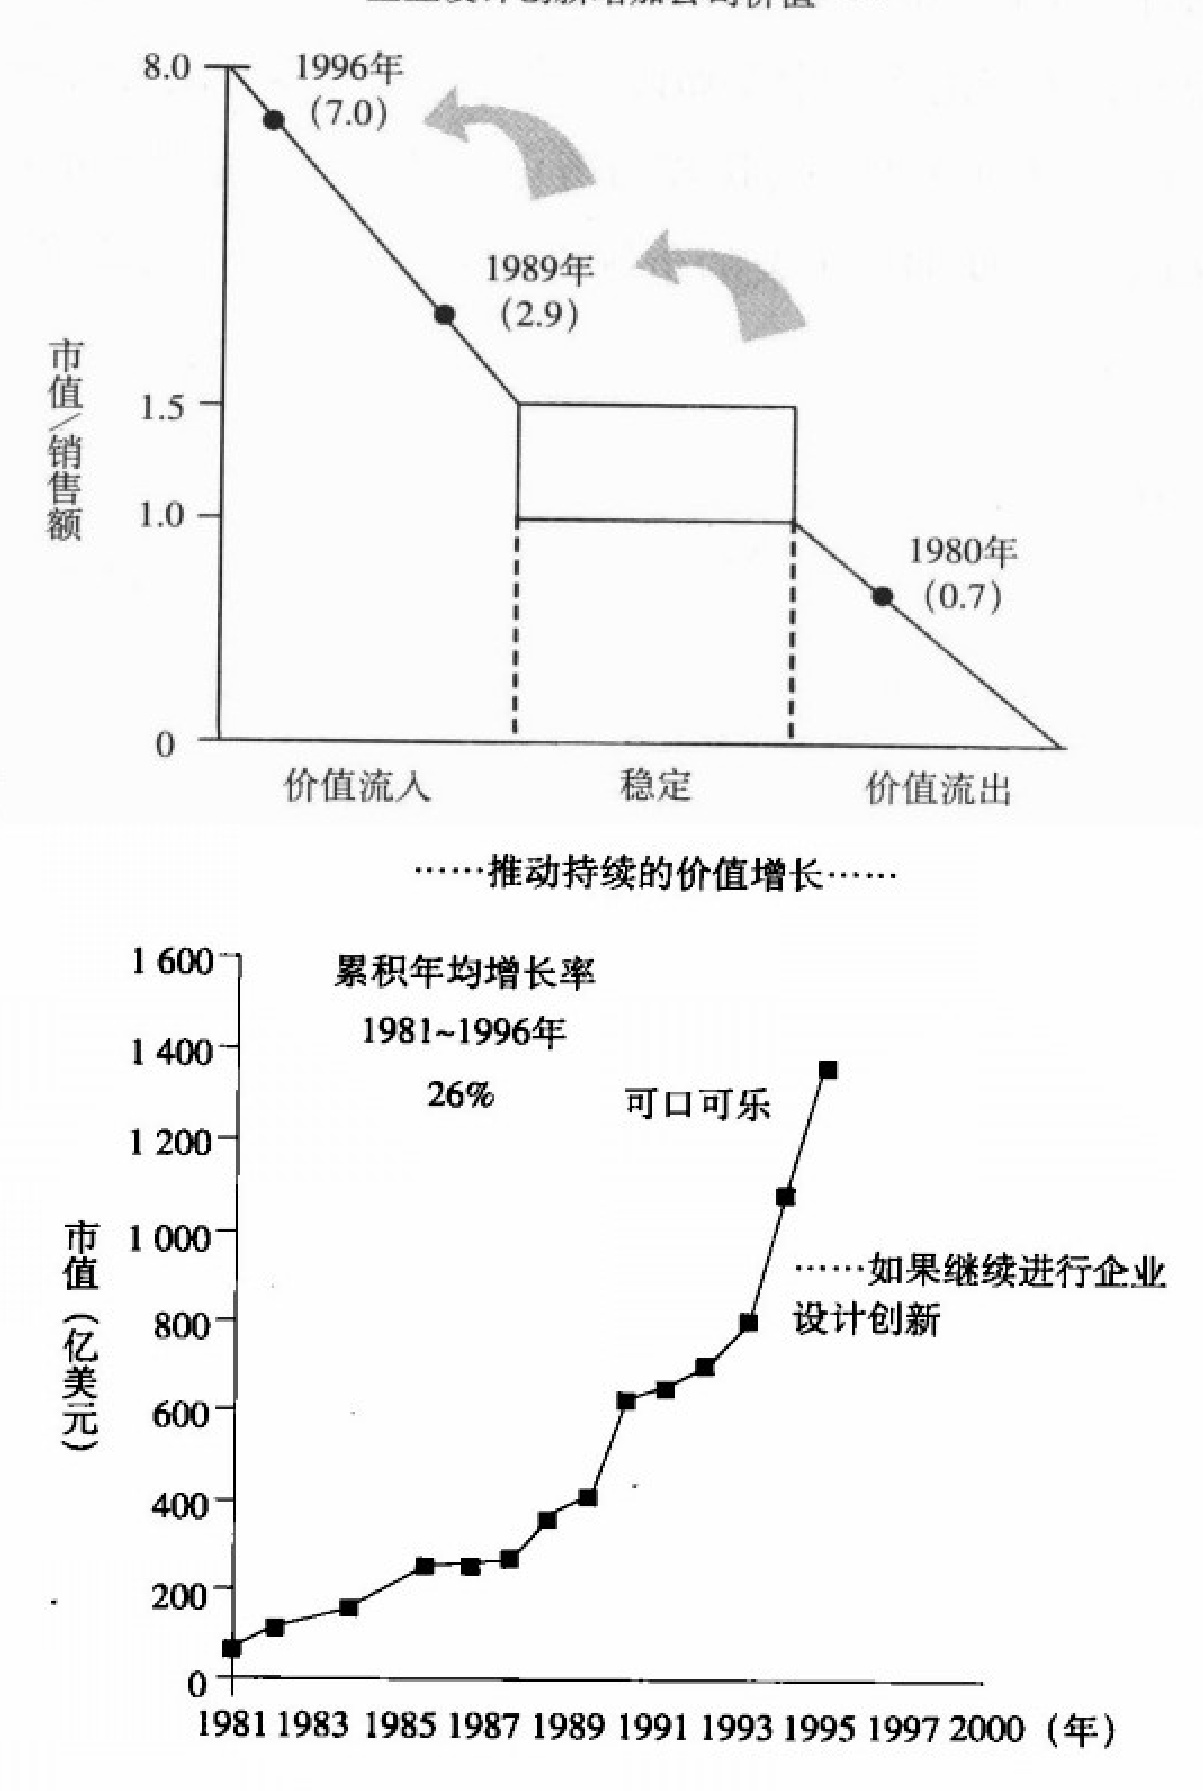 8.0
1996年
(7.0)
1989年
(2.9)
市值/销售额
1.5
1.0
1980年
(0.7)
0
价值流入 稳定 价值流出
……推动持续的价值增长……
1 600
累积年均增长率
1981~1996年
26%
1 400
可口可乐
1 200
市值(亿美元)
1 000
……如果继续进行企业
设计创新
800
600
400
200
0
1981 1983 1985 1987 1989 1991 1993 1995 1997 2000 (年)